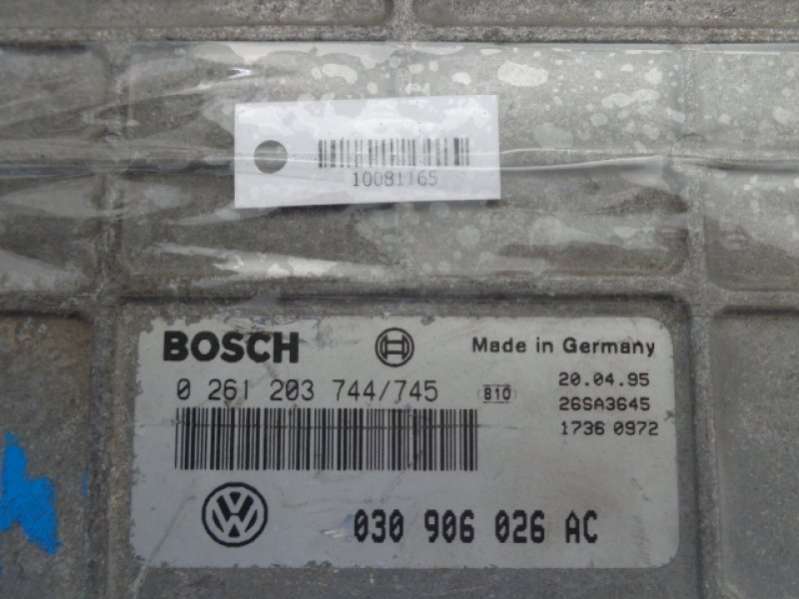 10081165
BOSCH Made in Germany
0 261 203 744/745 810 20.04.95
26SA3645
1736 0972
VW 030 906 026 AC